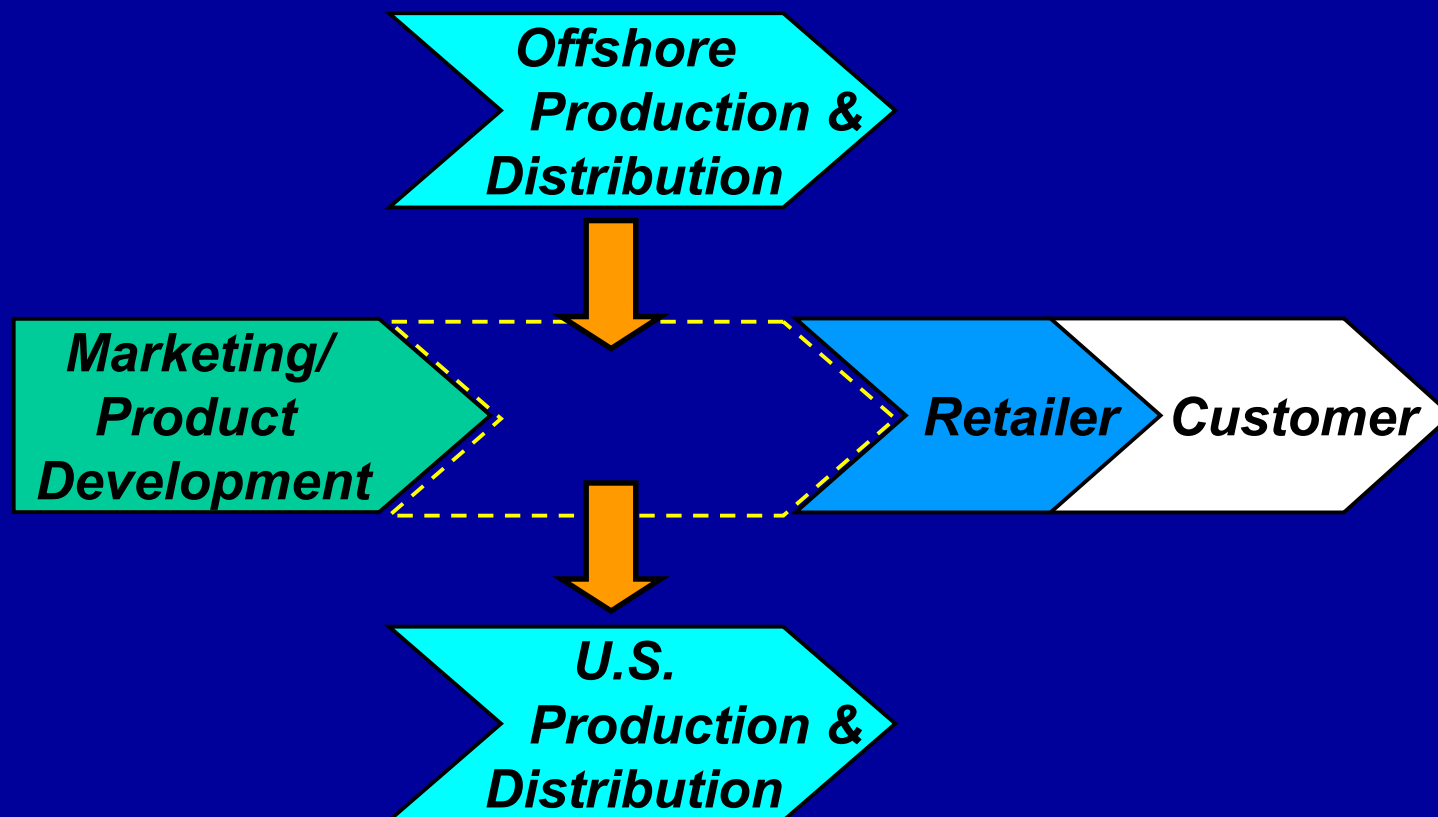 Offshore
Production &
Distribution
Marketing/
Product
Development
Retailer
Customer
U.S.
Production &
Distribution